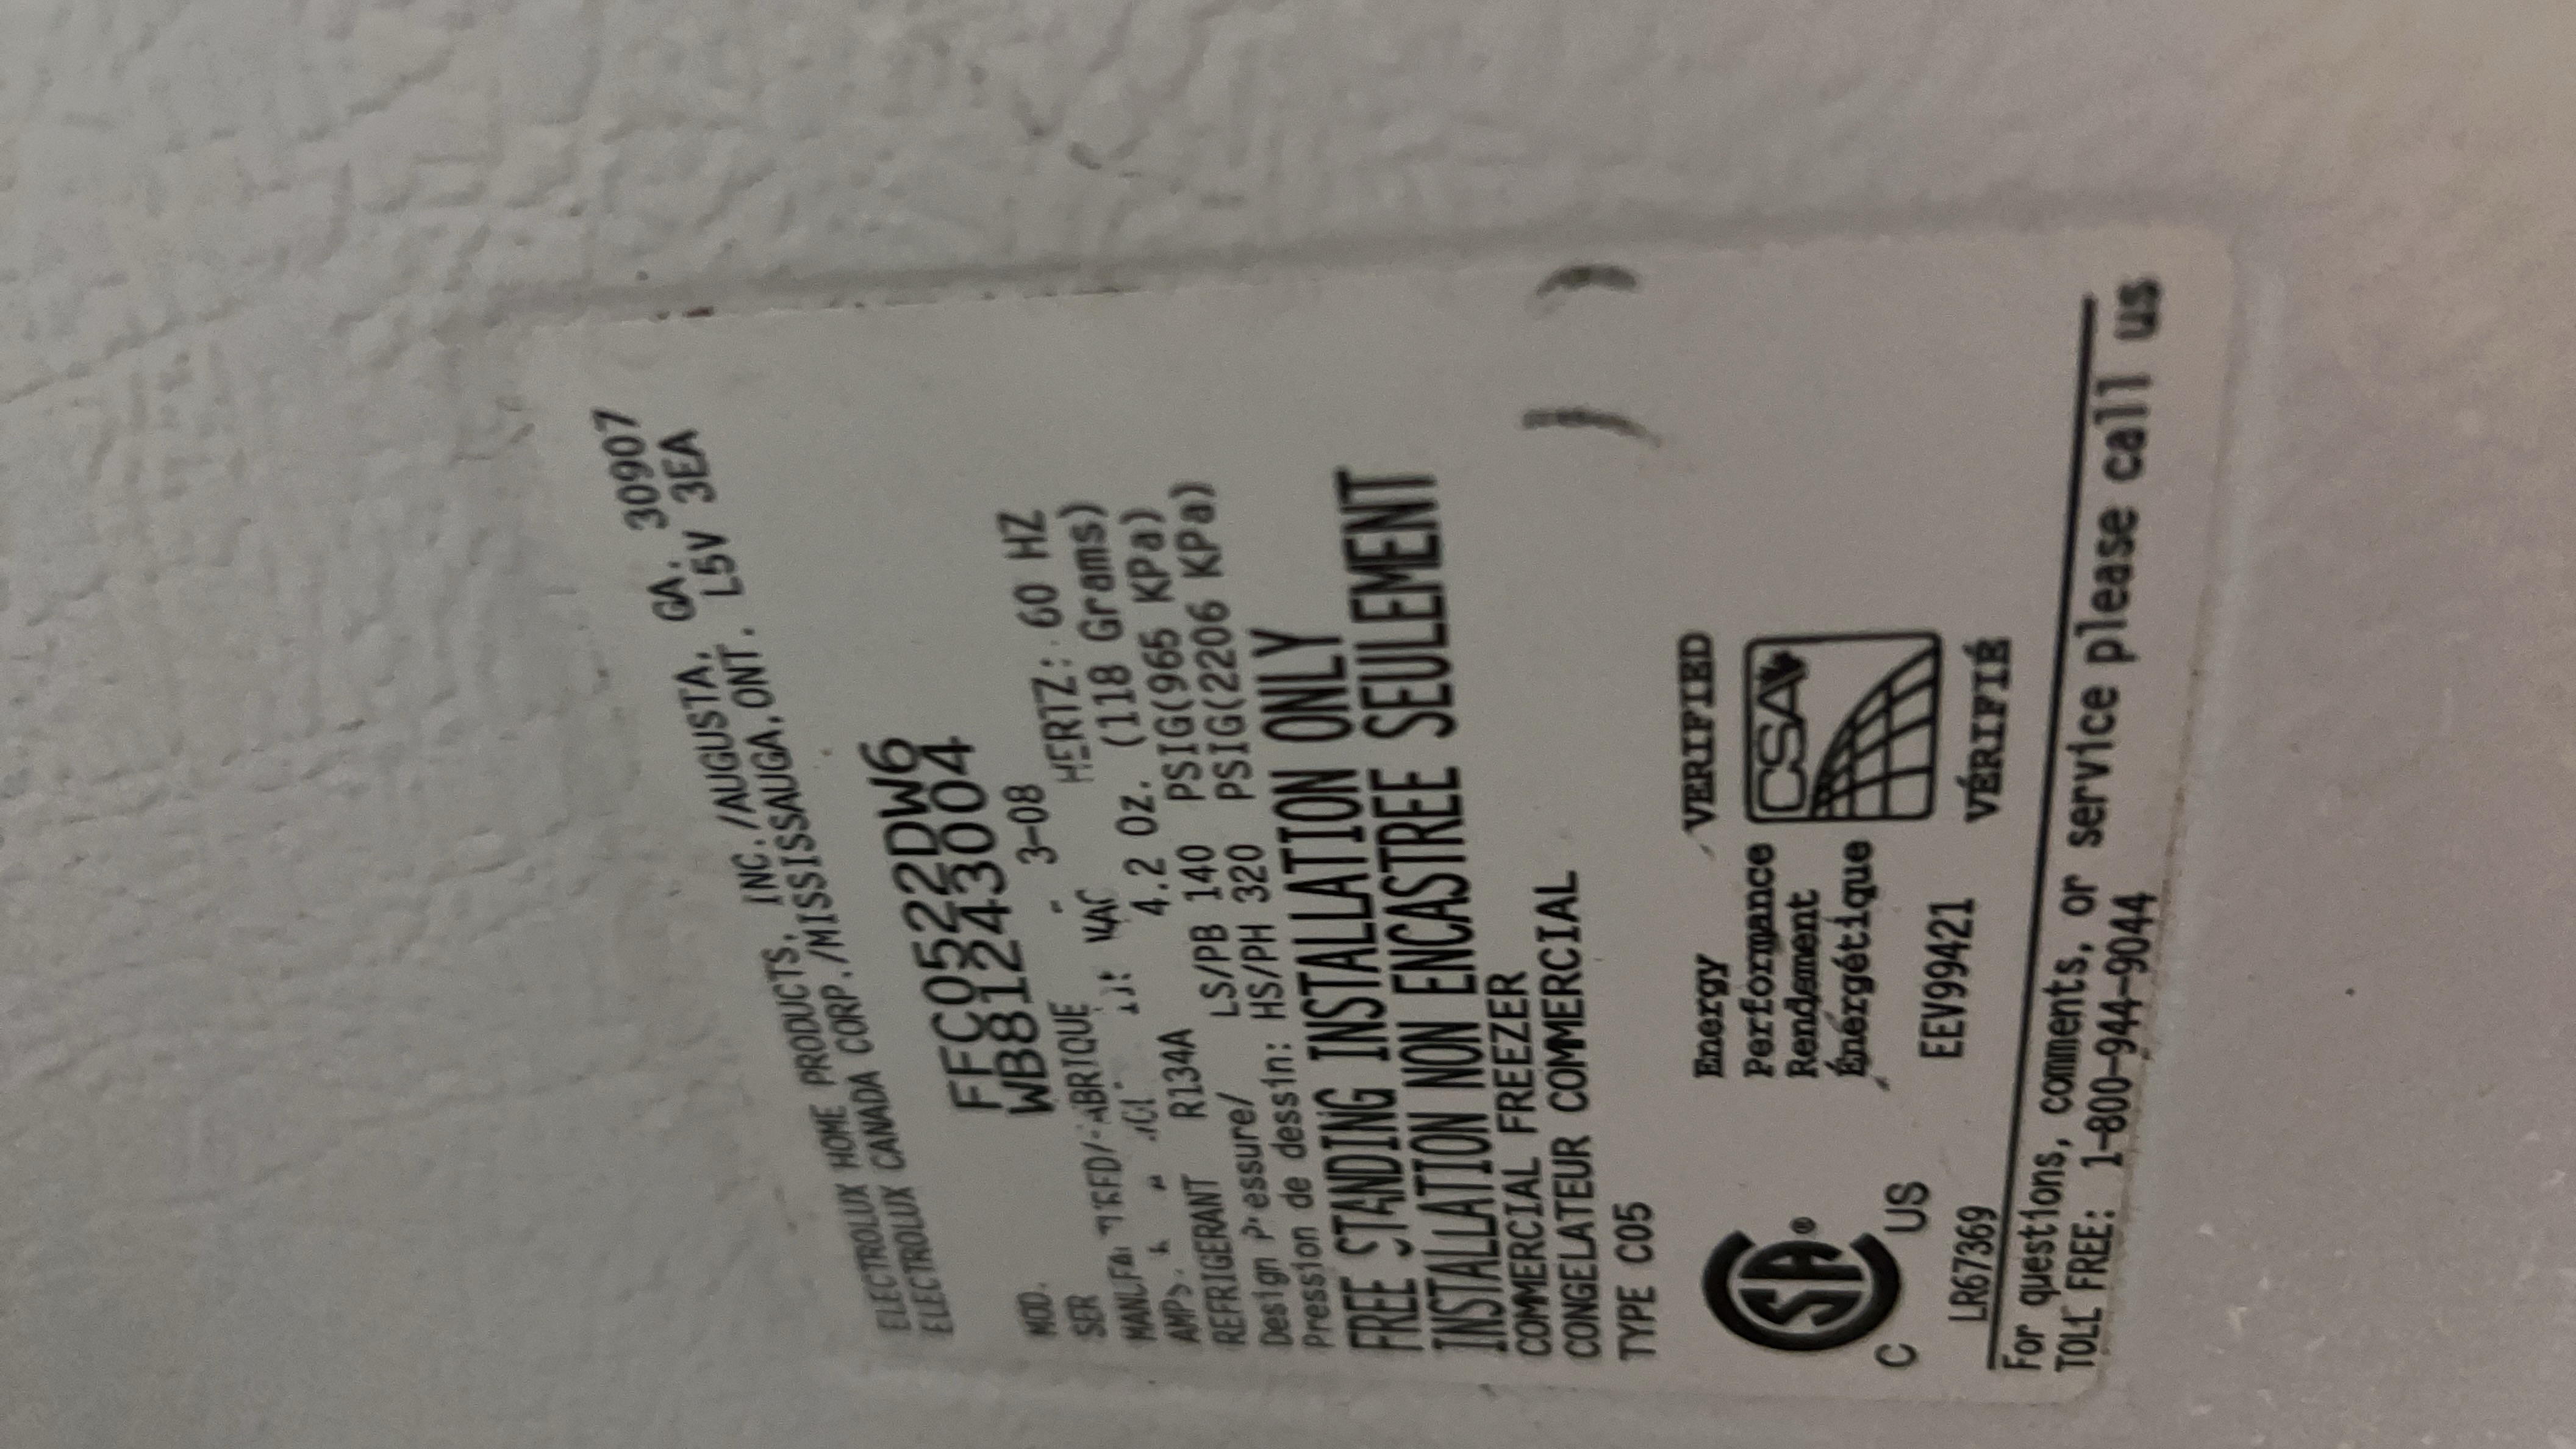 ELECTROLUX HOME PRODUCTS, INC./AUGUSTA, GA. 30907
ELECTROLUX CANADA CORP./MISSISSAUGA,ONT. L5V 3EA
MOD. FFC0522DW6
SER WB81243004
3-08
AMPS. VAC HERTZ: 60 HZ
REFRIGERANT R134A 4.2 OZ. (118 Grams)
Design Pressure/ LS/PB 140 PSIG(965 KPa)
Pression de dessin: HS/PH 320 PSIG(2206 KPa)
FREE STANDING INSTALLATION ONLY
INSTALLATION NON ENCASTREE SEULEMENT
COMMERCIAL FREEZER
CONGELATEUR COMMERCIAL
TYPE C05
Energy VERIFIED
Performance
Rendement
Énergétique
CSA
VÉRIFIÉ
EEV99421
SA®
C US
LR67369
For questions, comments, or service please call us
TOLL FREE: 1-800-944-9044